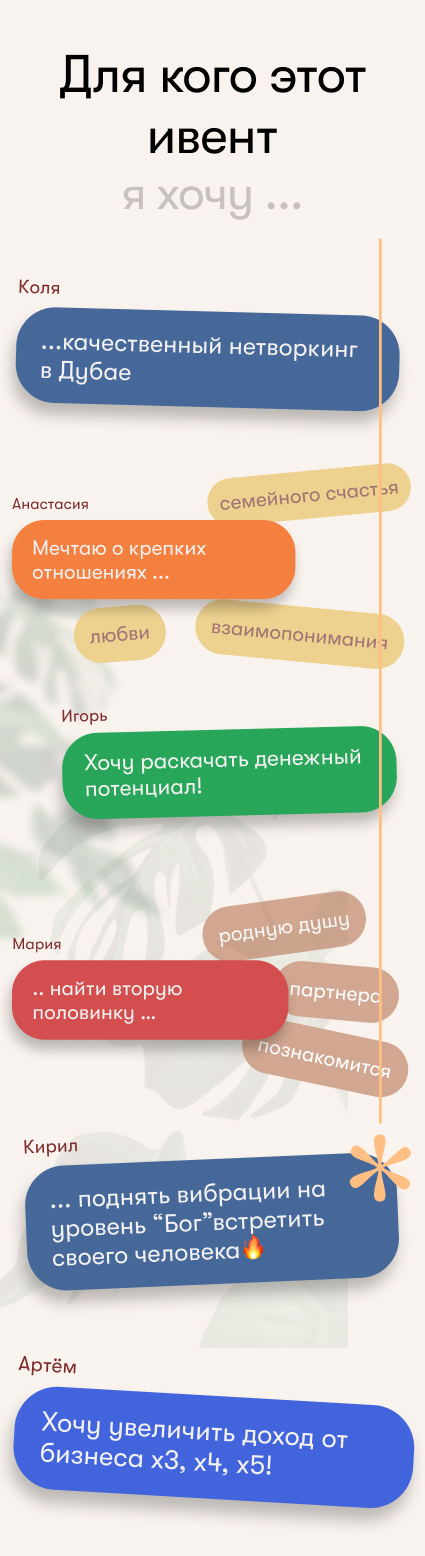 Для кого этот
ивент
я хочу ...
Коля
...качественный нетворкинг
в Дубае
семейного счастья
Анастасия
Мечтаю о крепких
отношениях ...
любви
взаимопонимания
Игорь
Хочу раскачать денежный
потенциал!
родную душу
Мария
.. найти вторую
половинку ...
партнера
познакомится
Кирил
... поднять вибрации на
уровень “Бог”встретить
своего человека🔥
Артём
Хочу увеличить доход от
бизнеса х3, х4, х5!